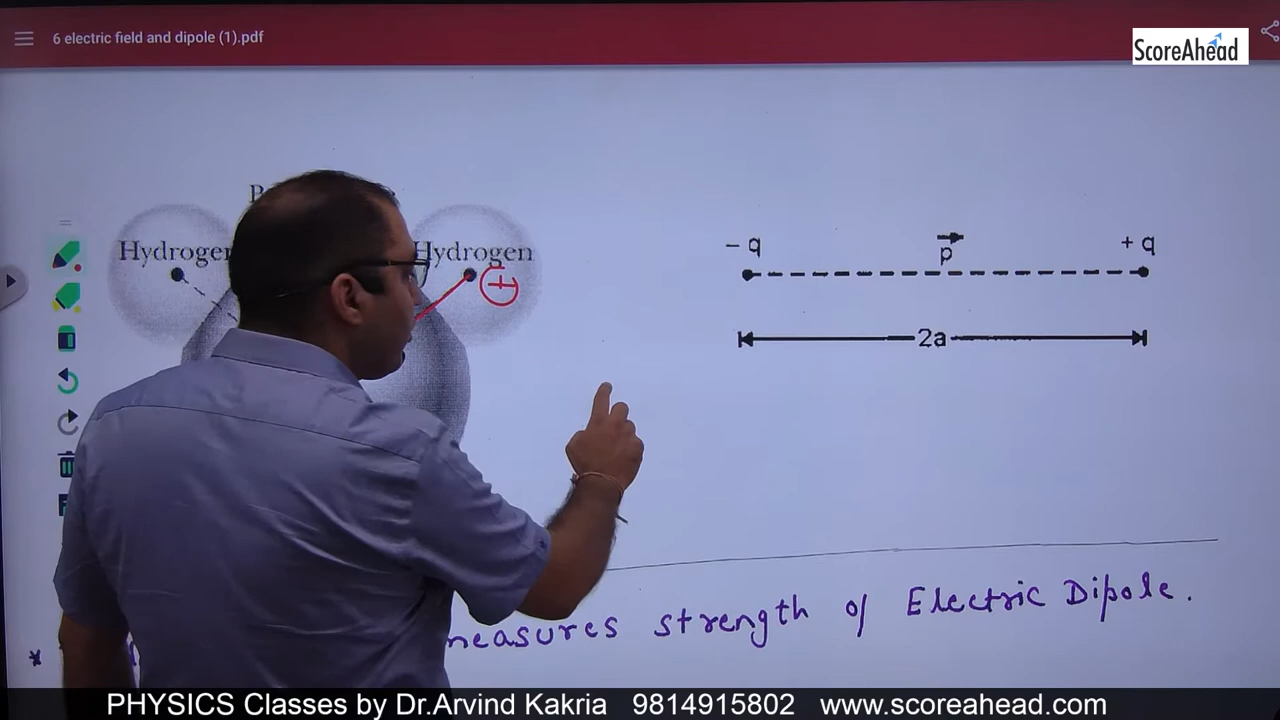 6 electric field and dipole (1).pdf
ScoreAhead
Hydrogen Hydrogen
+
- q p + q
2a
* measures strength of Electric Dipole.
PHYSICS Classes by Dr.Arvind Kakria 9814915802 www.scoreahead.com